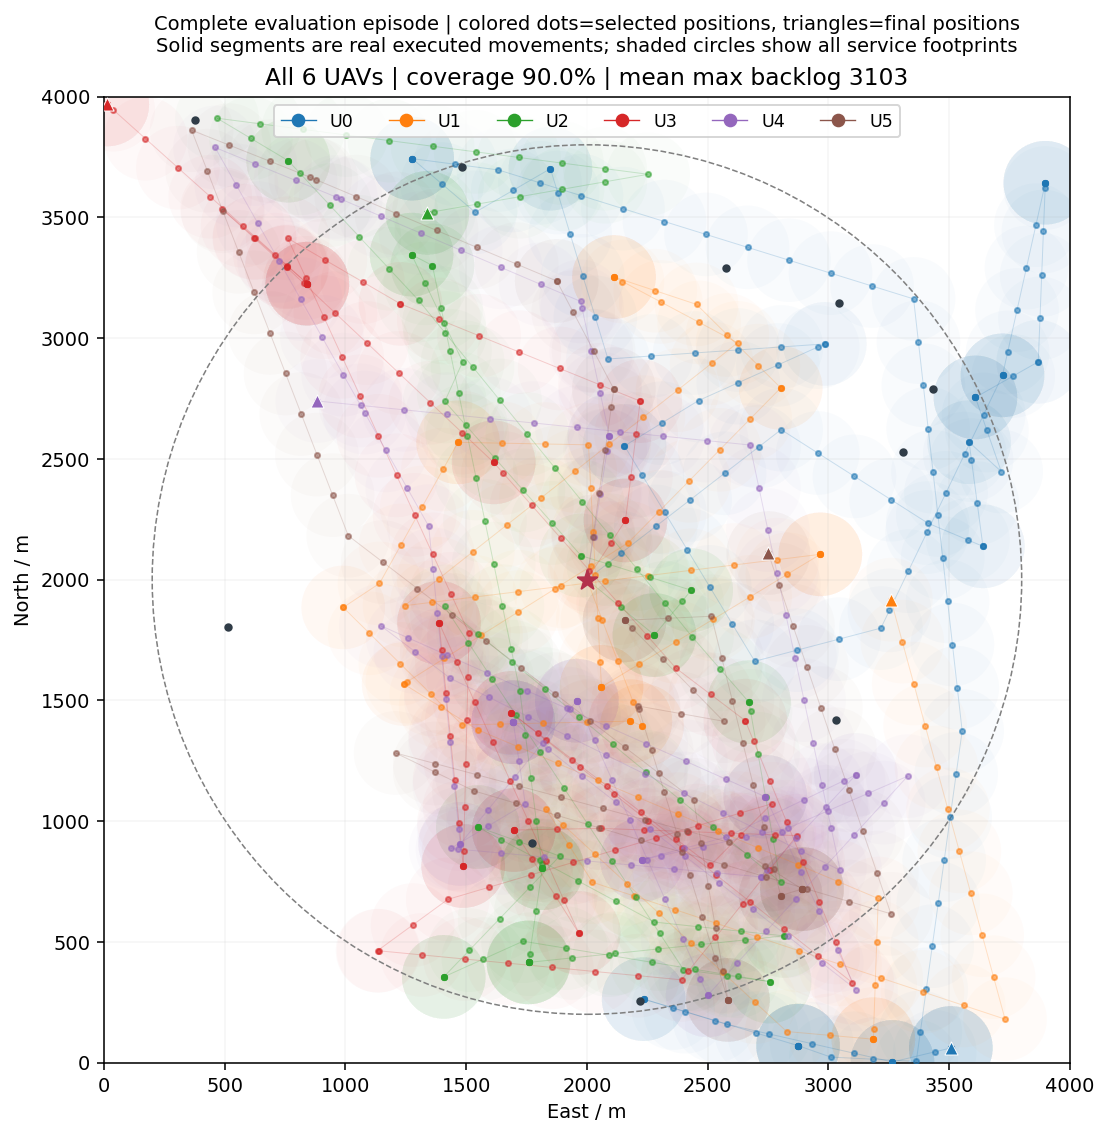 Complete evaluation episode | colored dots=selected positions, triangles=final positions
Solid segments are real executed movements; shaded circles show all service footprints
All 6 UAVs | coverage 90.0% | mean max backlog 3103
U0 U1 U2 U3 U4 U5
4000
3500
3000
2500
2000
1500
1000
500
0
North / m
0 500 1000 1500 2000 2500 3000 3500 4000
East / m